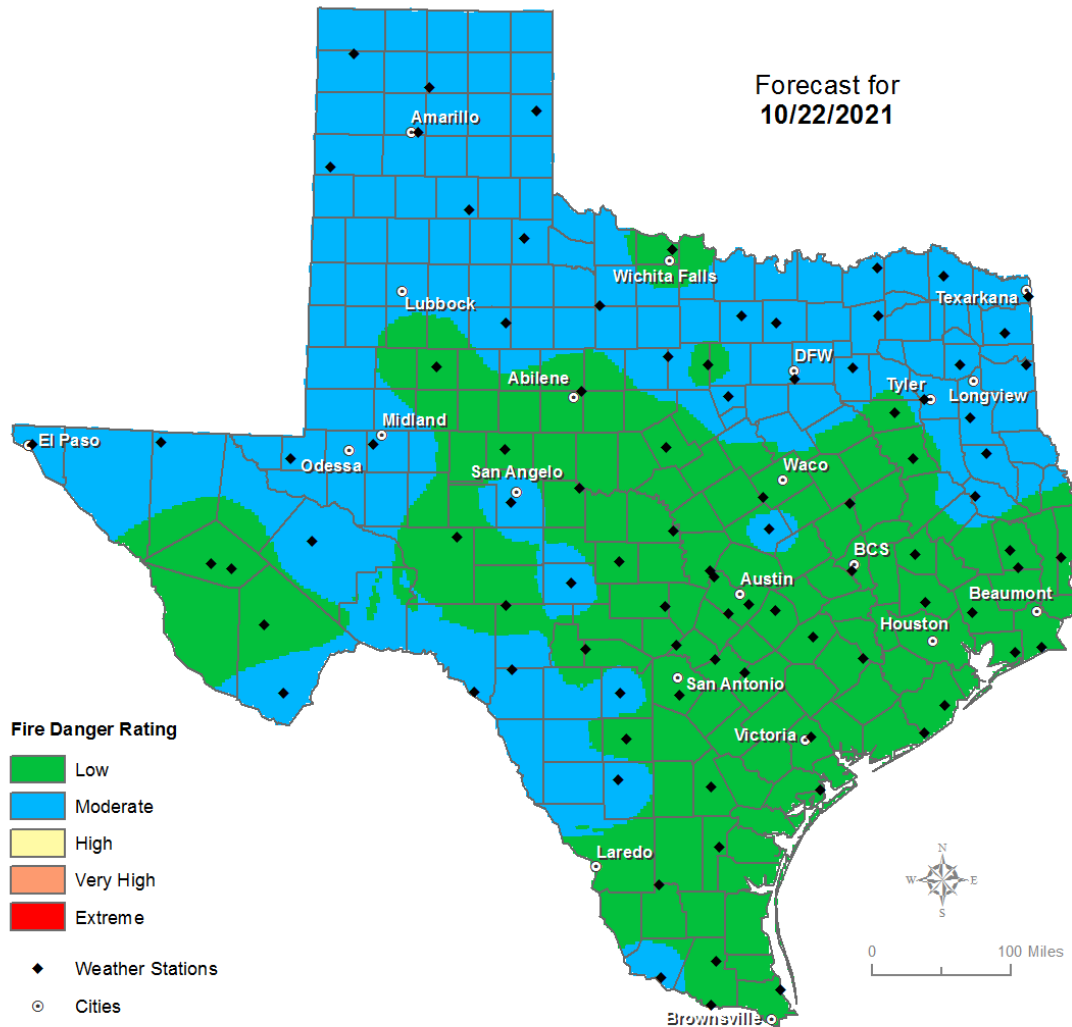 Forecast for
10/22/2021
Amarillo
Wichita Falls
Lubbock
Texarkana
DFW
Abilene
Tyler
Longview
Midland
El Paso
Odessa
Waco
San Angelo
BCS
Austin
Beaumont
Houston
San Antonio
Victoria
Laredo
Brownsville
Fire Danger Rating
Low
Moderate
High
Very High
Extreme
Weather Stations
Cities
N
W E
S
0 100 Miles